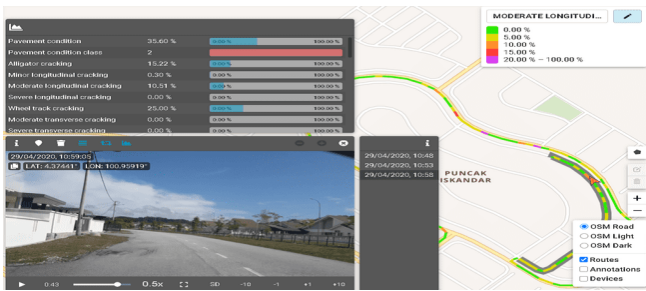 Pavement condition 35.60 % 0.00 % 100.00 %
Pavement condition class 2
Alligator cracking 15.22 % 0.00 % 100.00 %
Minor longitudinal cracking 0.30 % 0.00 % 100.00 %
Moderate longitudinal cracking 10.51 % 0.00 % 100.00 %
Severe longitudinal cracking 0.00 % 0.00 % 100.00 %
Wheel track cracking 25.00 % 0.00 % 100.00 %
Moderate transverse cracking 0.00 % 0.00 % 100.00 %
Severe transverse cracking 0.00 % 0.00 % 100.00 %
29/04/2020, 10:59:05
LAT: 4.37441° LON: 100.95919°
0:43 0.5x SD -10 -1 +1 +10
i
29/04/2020, 10:48
29/04/2020, 10:53
29/04/2020, 10:58
PUNCAK
ISKANDAR
MODERATE LONGITUDI...
0.00 %
5.00 %
10.00 %
15.00 %
20.00 % – 100.00 %
+
−
OSM Road
OSM Light
OSM Dark
Routes
Annotations
Devices